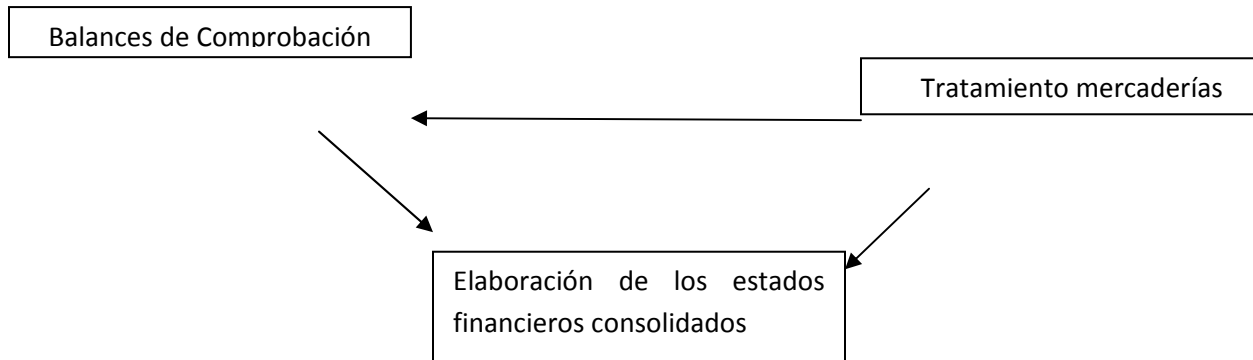 Balances de Comprobación
Tratamiento mercaderías
Elaboración de los estados
financieros consolidados